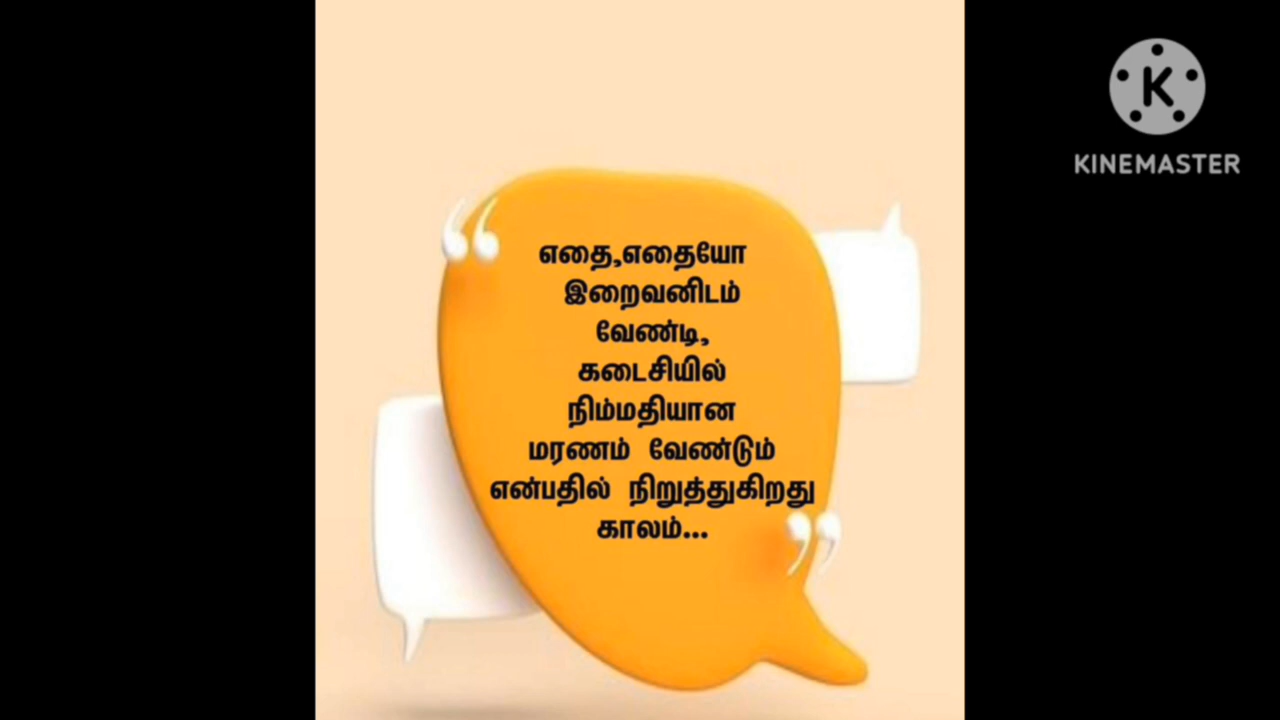 எதை,எதையோ
இறைவனிடம்
வேண்டி,
கடைசியில்
நிம்மதியான
மரணம் வேண்டும்
என்பதில் நிறுத்துகிறது
காலம்...
K
KINEMASTER